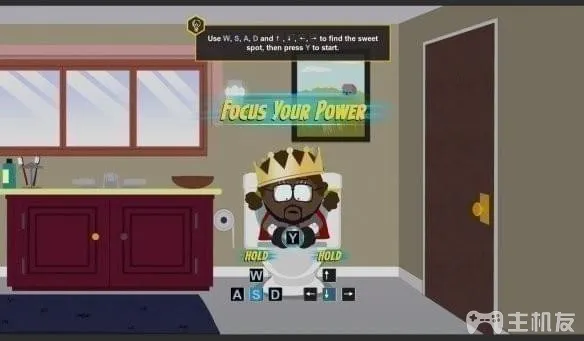 Use W, S, A, D and ↑, ↓, ←, → to find the sweet
spot, then press Y to start.
FOCUS YOUR POWER
Y
HOLD HOLD
W ↑
A S D ← ↓ →
主机友